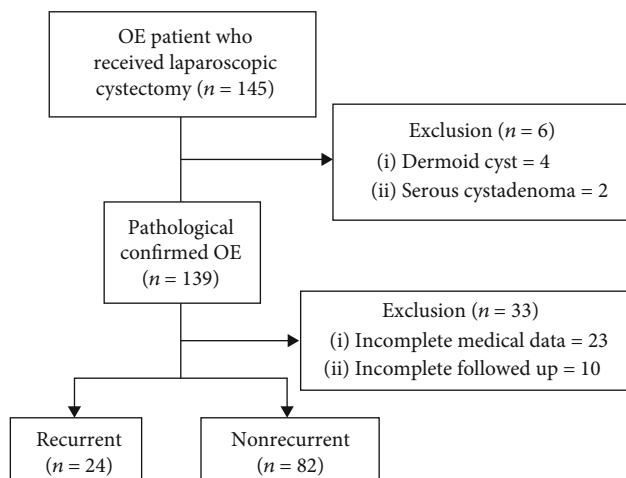 OE patient who
received laparoscopic
cystectomy (n = 145)
Exclusion (n = 6)
(i) Dermoid cyst = 4
(ii) Serous cystadenoma = 2
Pathological
confirmed OE
(n = 139)
Exclusion (n = 33)
(i) Incomplete medical data = 23
(ii) Incomplete followed up = 10
Recurrent
(n = 24)
Nonrecurrent
(n = 82)